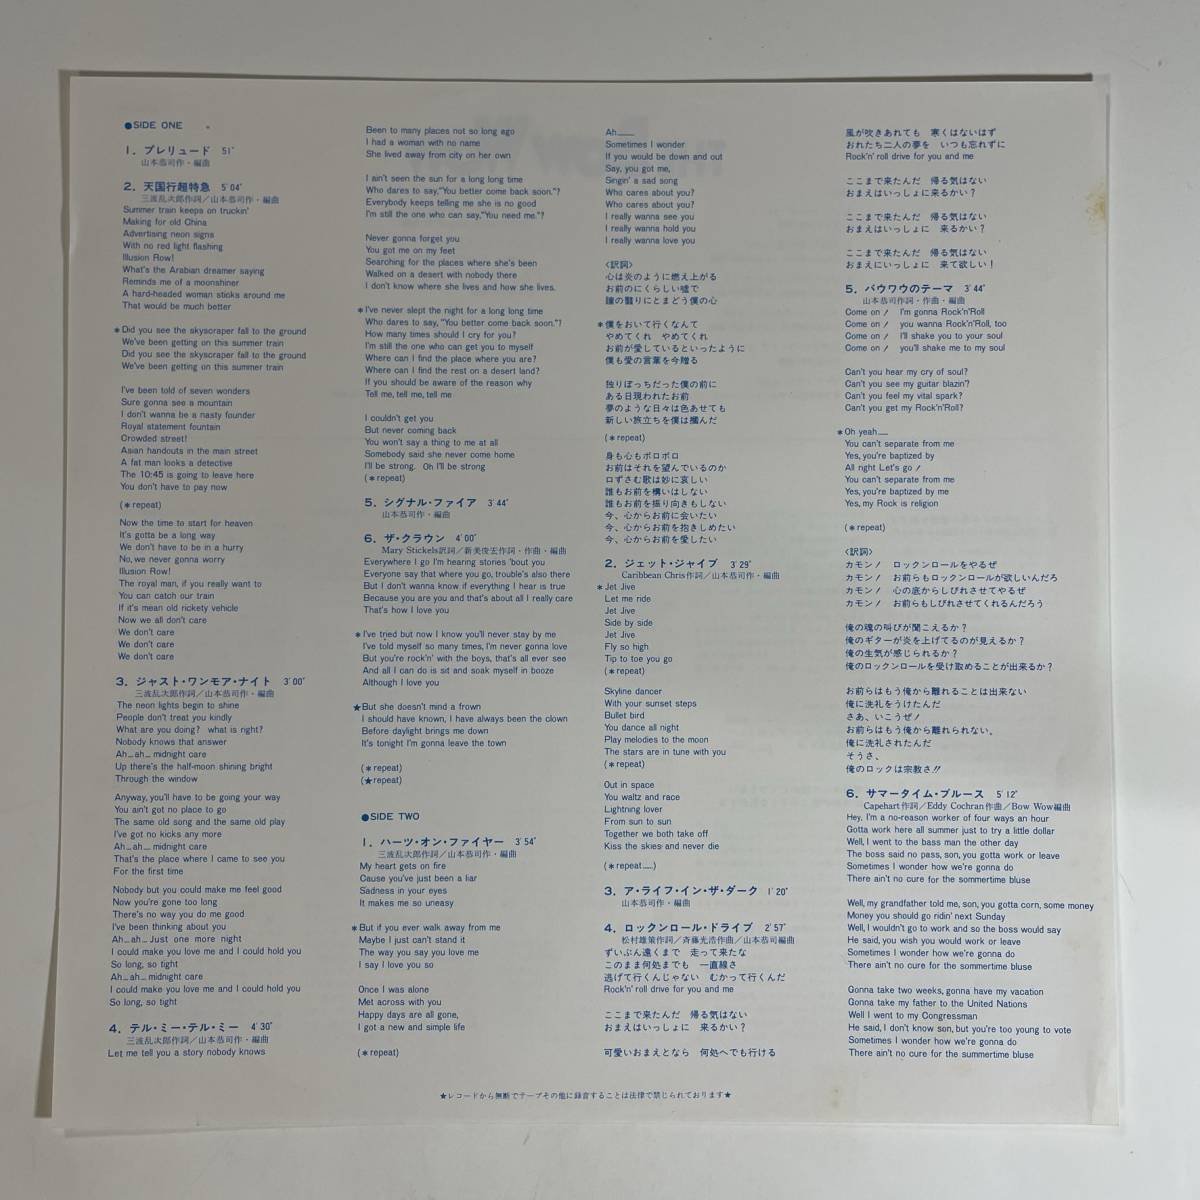 ●SIDE ONE
1. プレリュード 51"
山本恭司作・編曲
2. 天国行超特急 5'04"
三波乱次郎作詞/山本恭司作・編曲
Summer train keeps on truckin'
Making for old China
Advertising neon signs
With no red light flashing
Illusion Row!
What's the Arabian dreamer saying
Reminds me of a moonshiner
A hard-headed woman sticks around me
That would be much better
*Did you see the skyscraper fall to the ground
We've been getting on this summer train
Did you see the skyscraper fall to the ground
We've been getting on this summer train
I've been told of seven wonders
Sure gonna see a mountain
I don't wanna be a nasty founder
Royal statement fountain
Crowded street!
Asian handouts in the main street
A fat man looks a detective
The 10:45 is going to leave here
You don't have to pay now
(*repeat)
Now the time to start for heaven
It's gotta be a long way
We don't have to be in a hurry
No, we never gonna worry
Illusion Row!
The royal man, if you really want to
You can catch our train
If it's mean old rickety vehicle
Now we all don't care
We don't care
We don't care
We don't care
3. ジャスト・ワンモア・ナイト 3'00"
三波乱次郎作詞/山本恭司作・編曲
The neon lights begin to shine
People don't treat you kindly
What are you doing? what is right?
Nobody knows that answer
Ah—ah— midnight care
Up there's the half-moon shining bright
Through the window
Anyway, you'll have to be going your way
You ain't got no place to go
The same old song and the same old play
I've got no kicks any more
Ah—ah— midnight care
That's the place where I came to see you
For the first time
Nobody but you could make me feel good
Now you're gone too long
There's no way you do me good
I've been thinking about you
Ah—ah— Just one more night
I could make you love me and I could hold you
So long, so tight
Ah—ah— midnight care
I could make you love me and I could hold you
So long, so tight
4. テル・ミー・テル・ミー 4'30"
三波乱次郎作詞/山本恭司作・編曲
Let me tell you a story nobody knows
Been to many places not so long ago
I had a woman with no name
She lived away from city on her own
I ain't seen the sun for a long long time
Who dares to say,"You better come back soon."?
Everybody keeps telling me she is no good
I'm still the one who can say,"You need me."?
Never gonna forget you
You got me on my feet
Searching for the places where she's been
Walked on a desert with nobody there
I don't know where she lives and how she lives.
*I've never slept the night for a long long time
Who dares to say, "You better come back soon."?
How many times should I cry for you?
I'm still the one who can get you to myself
Where can I find the place where you are?
Where can I find the rest on a desert land?
If you should be aware of the reason why
Tell me, tell me, tell me
I couldn't get you
But never coming back
You won't say a thing to me at all
Somebody said she never come home
I'll be strong. Oh I'll be strong
(*repeat)
5. シグナル・ファイア 3'44"
山本恭司作・編曲
6. ザ・クラウン 4'00"
Mary Stickels訳詞/新美俊宏作詞・作曲・編曲
Everywhere I go I'm hearing stories 'bout you
Everyone say that where you go, trouble's also there
But I don't wanna know if everything I hear is true
Because you are you and that's about all I really care
That's how I love you
*I've tried but now I know you'll never stay by me
I've told myself so many times, I'm never gonna love
But you're rock'n' with the boys, that's all ever see
And all I can do is sit and soak myself in booze
Although I love you
★But she doesn't mind a frown
I should have known, I have always been the clown
Before daylight brings me down
It's tonight I'm gonna leave the town
(*repeat)
(★repeat)
●SIDE TWO
1. ハーツ・オン・ファイヤー 3'54"
三波乱次郎作詞/山本恭司作・編曲
My heart gets on fire
Cause you've just been a liar
Sadness in your eyes
It makes me so uneasy
*But if you ever walk away from me
Maybe I just can't stand it
The way you say you love me
I say I love you so
Once I was alone
Met across with you
Happy days are all gone,
I got a new and simple life
(*repeat)
Ah——
Sometimes I wonder
If you would be down and out
Say, you got me,
Singin' a sad song
Who cares about you?
Who cares about you?
I really wanna see you
I really wanna hold you
I really wanna love you
〈訳詞〉
心は炎のように燃え上がる
お前のにくらしい嘘で
瞳の翳りにとまどう僕の心
*僕をおいて行くなんて
やめてくれ やめてくれ
お前が愛しているといったように
僕も愛の言葉を今贈る
独りぼっちだった僕の前に
ある日現われたお前
夢のような日々は色あせても
新しい旅立ちを僕は掴んだ
(*repeat)
身も心もボロボロ
お前はそれを望んでいるのか
口ずさむ歌は妙に哀しい
誰もお前を構いはしない
誰もお前を振り向きもしない
今、心からお前に会いたい
今、心からお前を抱きしめたい
今、心からお前を愛したい
2. ジェット・ジャイブ 3'29"
Caribbean Chris作詞/山本恭司作・編曲
*Jet Jive
Let me ride
Jet Jive
Side by side
Jet Jive
Fly so high
Tip to toe you go
(*repeat)
Skyline dancer
With your sunset steps
Bullet bird
You dance all night
Play melodies to the moon
The stars are in tune with you
(*repeat)
Out in space
You waltz and race
Lightning lover
From sun to sun
Together we both take off
Kiss the skies and never die
(*repeat——)
3. ア・ライフ・イン・ザ・ダーク 1'20"
山本恭司作・編曲
4. ロックンロール・ドライブ 2'57"
松村雄策作詞/斉藤光浩作曲/山本恭司編曲
ずいぶん遠くまで 走って来たな
このまま何処までも 一直線さ
逃げて行くんじゃない むかって行くんだ
Rock'n' roll drive for you and me
ここまで来たんだ 帰る気はない
おまえはいっしょに 来るかい?
可愛いおまえとなら 何処へでも行ける
風が吹きあれても 寒くはないはず
おれたち二人の夢を いつも忘れずに
Rock'n' roll drive for you and me
ここまで来たんだ 帰る気はない
おまえはいっしょに来るかい?
ここまで来たんだ 帰る気はない
おまえはいっしょに 来るかい?
ここまで来たんだ 帰る気はない
おまえにいっしょに 来て欲しい!
5. バウワウのテーマ 3'44"
山本恭司作詞・作曲・編曲
Come on! I'm gonna Rock'n'Roll
Come on! you wanna Rock'n'Roll, too
Come on! I'll shake you to your soul
Come on! you'll shake me to my soul
Can't you hear my cry of soul?
Can't you see my guitar blazin'?
Can't you feel my vital spark?
Can't you get my Rock'n'Roll?
*Oh yeah——
You can't separate from me
Yes, you're baptized by
All right Let's go!
You can't separate from me
Yes, you're baptized by me
Yes, my Rock is religion
(*repeat)
〈訳詞〉
カモン! ロックンロールをやるぜ
カモン! お前らもロックンロールが欲しいんだろ
カモン! 心の底からしびれさせてやるぜ
カモン! お前らもしびれさせてくれるんだろう
俺の魂の叫びが聞こえるか?
俺のギターが炎を上げてるのが見えるか?
俺の生気が感じられるか?
俺のロックンロールを受け取めることが出来るか?
お前らはもう俺から離れることは出来ない
俺に洗礼をうけたんだ
さあ、いこうぜ!
お前らはもう俺から離れられない、
俺に洗礼されたんだ
そうさ、
俺のロックは宗教さ!!
6. サマータイム・ブルース 5'12"
Capehart作詞/Eddy Cochran作曲/Bow Wow編曲
Hey, I'm a no-reason worker of four ways an hour
Gotta work here all summer just to try a little dollar
Well, I went to the bass man the other day
The boss said no pass, son, you gotta work or leave
Sometimes I wonder how we're gonna do
There ain't no cure for the sommertime bluse
Well, my grandfather told me, son, you gotta corn, some money
Money you should go ridin' next Sunday
Well, I wouldn't go to work and so the boss would say
He said, you wish you would work or leave
Sometimes I wonder how we're gonna do
There ain't no cure for the sommertime bluse
Gonna take two weeks, gonna have my vacation
Gonna take my father to the United Nations
Well I went to my Congressman
He said, I don't know son, but you're too young to vote
Sometimes I wonder how we're gonna do
There ain't no cure for the summertime bluse
★レコードから無断でテープその他に録音することは法律で禁じられております★